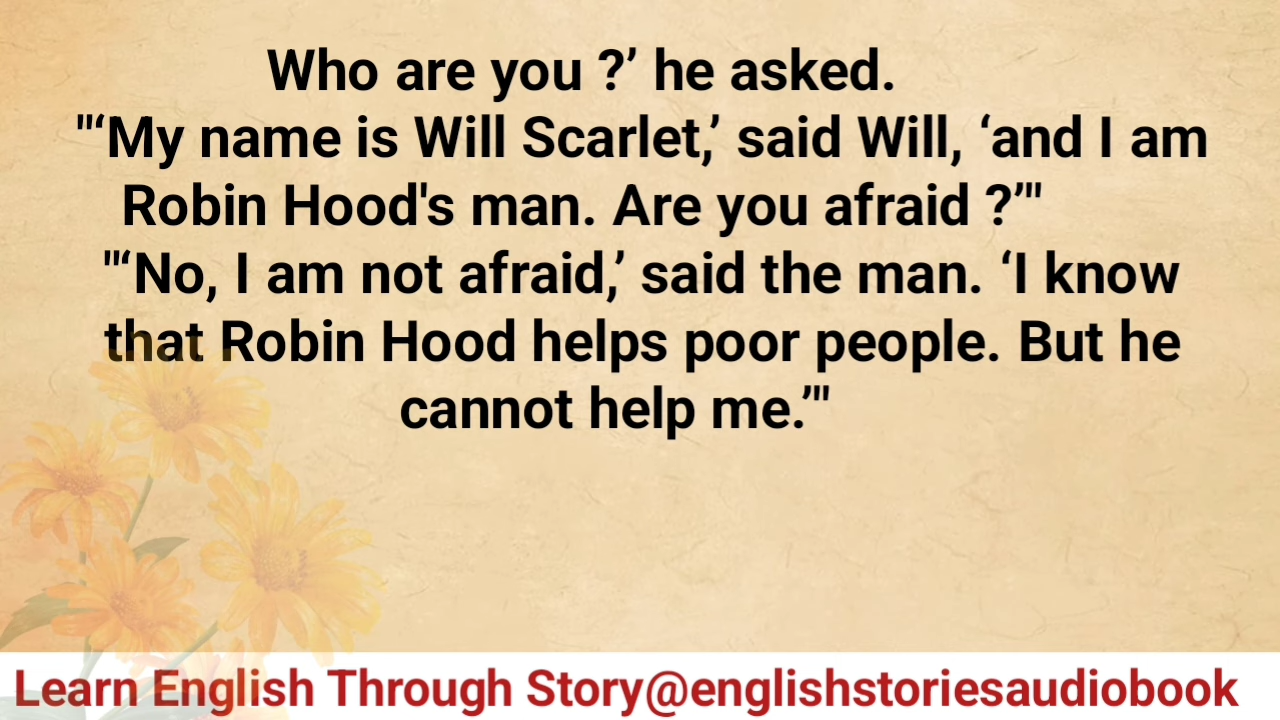 Who are you ?’ he asked.
"‘My name is Will Scarlet,’ said Will, ‘and I am
Robin Hood's man. Are you afraid ?’"
"‘No, I am not afraid,’ said the man. ‘I know
that Robin Hood helps poor people. But he
cannot help me.’"
Learn English Through Story@englishstoriesaudiobook